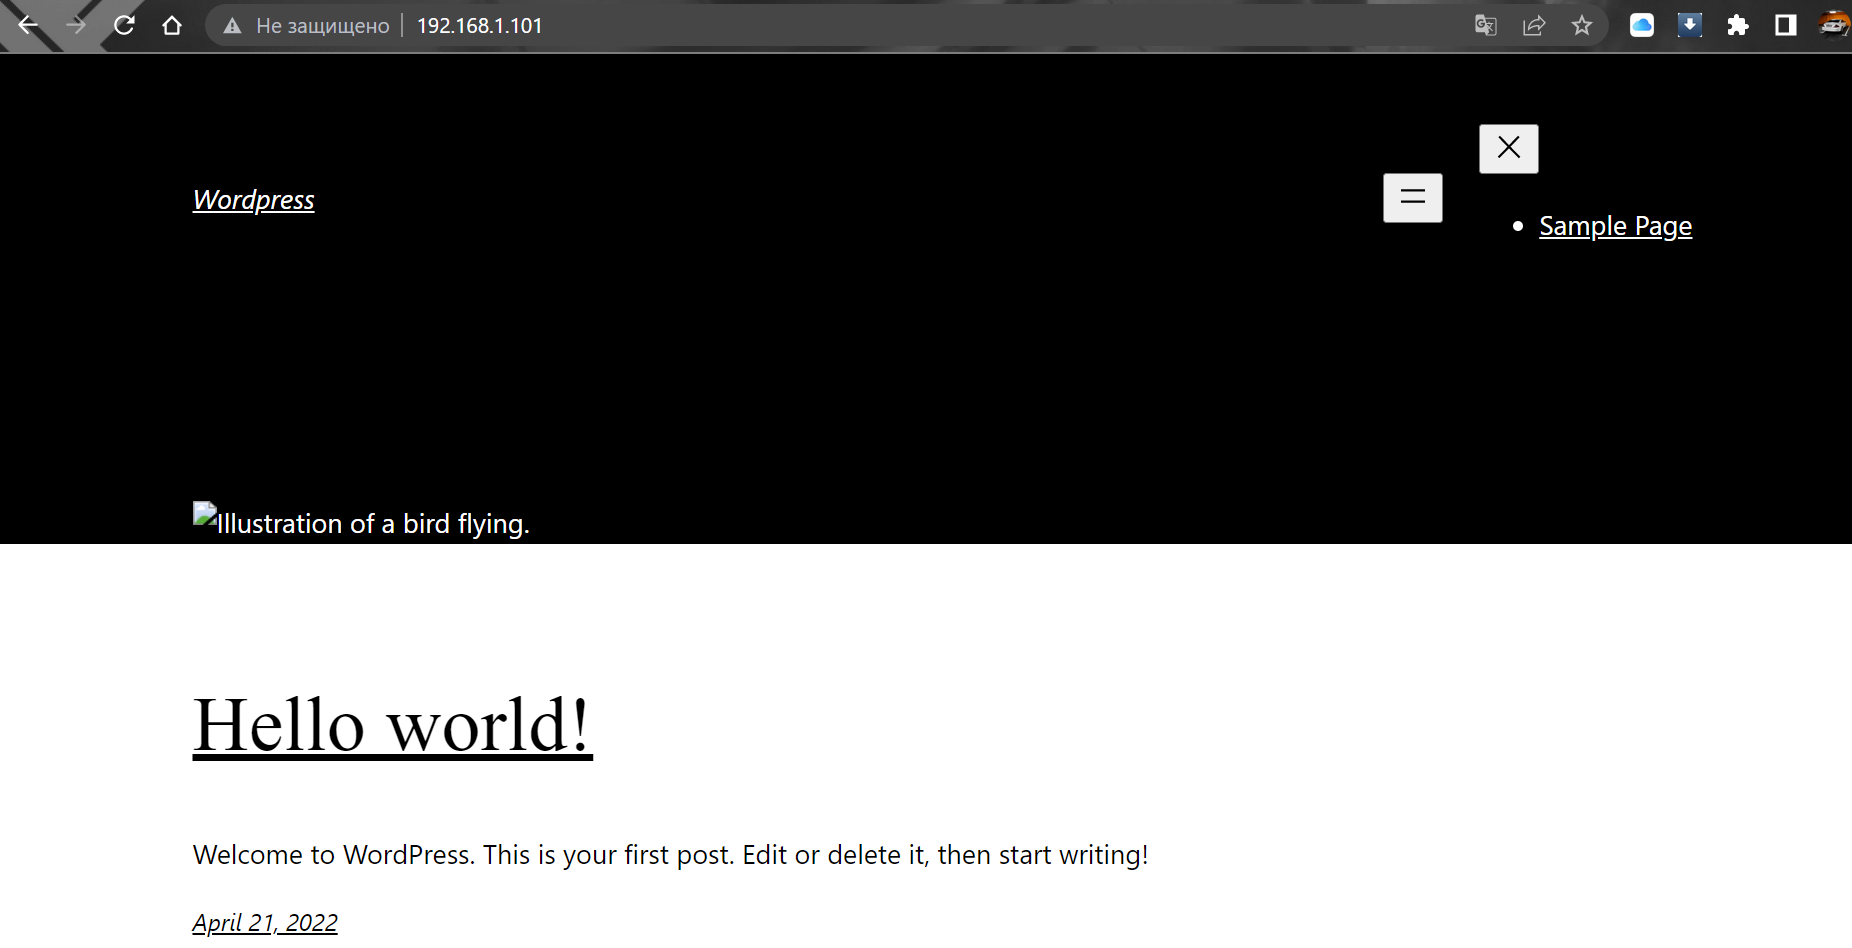 Не защищено 192.168.1.101
Wordpress
Sample Page
Illustration of a bird flying.
Hello world!
Welcome to WordPress. This is your first post. Edit or delete it, then start writing!
April 21, 2022